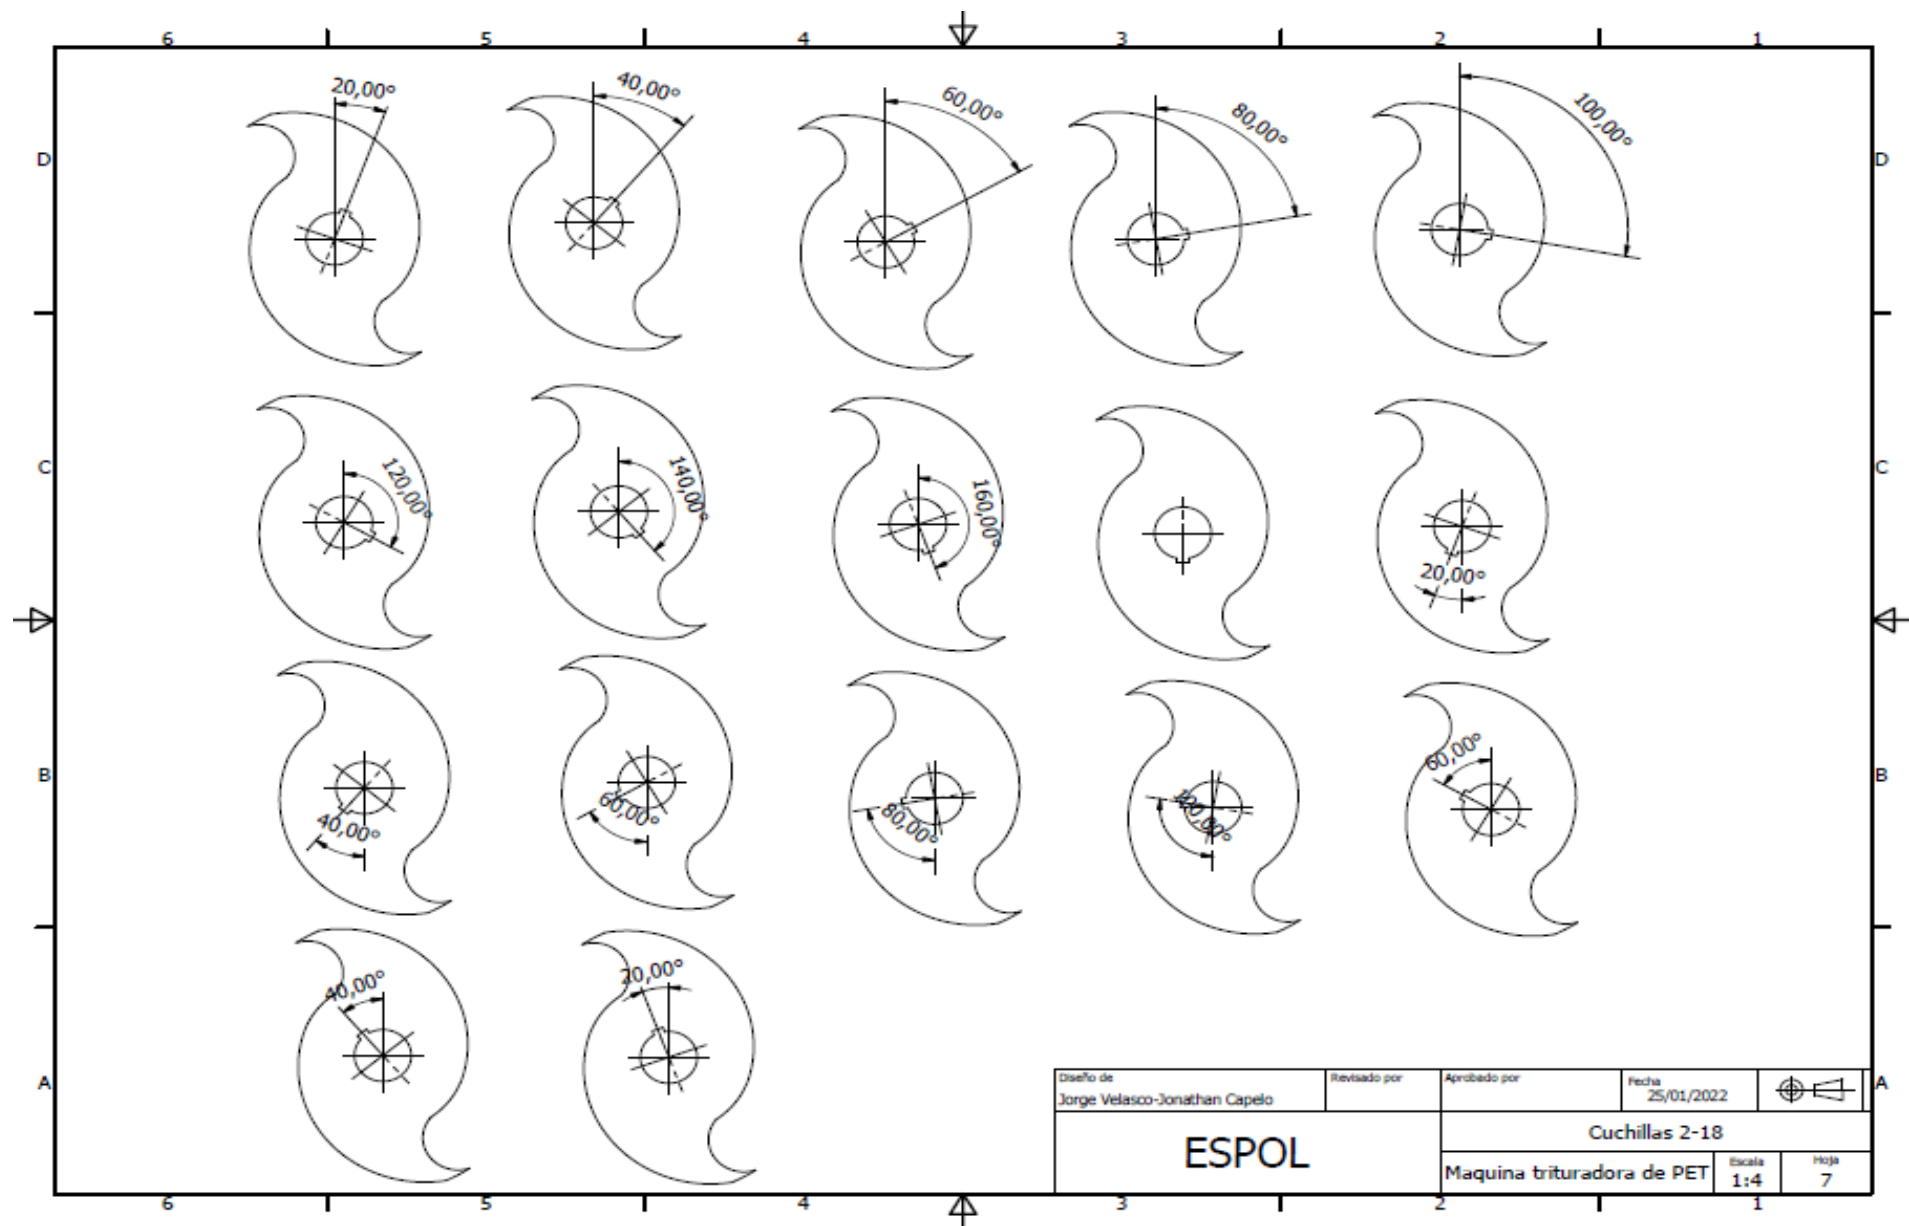 6 5 4 3 2 1
20,00° 40,00° 60,00° 80,00° 100,00°
D D
120,00° 140,00° 160,00° 20,00°
C C
40,00° 60,00° 80,00° 100,00° 60,00°
B B
40,00° 20,00°
A A
Diseño de
Jorge Velasco-Jonathan Capelo
Revisado por
Aprobado por
Fecha
25/01/2022
ESPOL
Cuchillas 2-18
Maquina trituradora de PET
Escala
1:4
Hoja
7
6 5 4 3 2 1